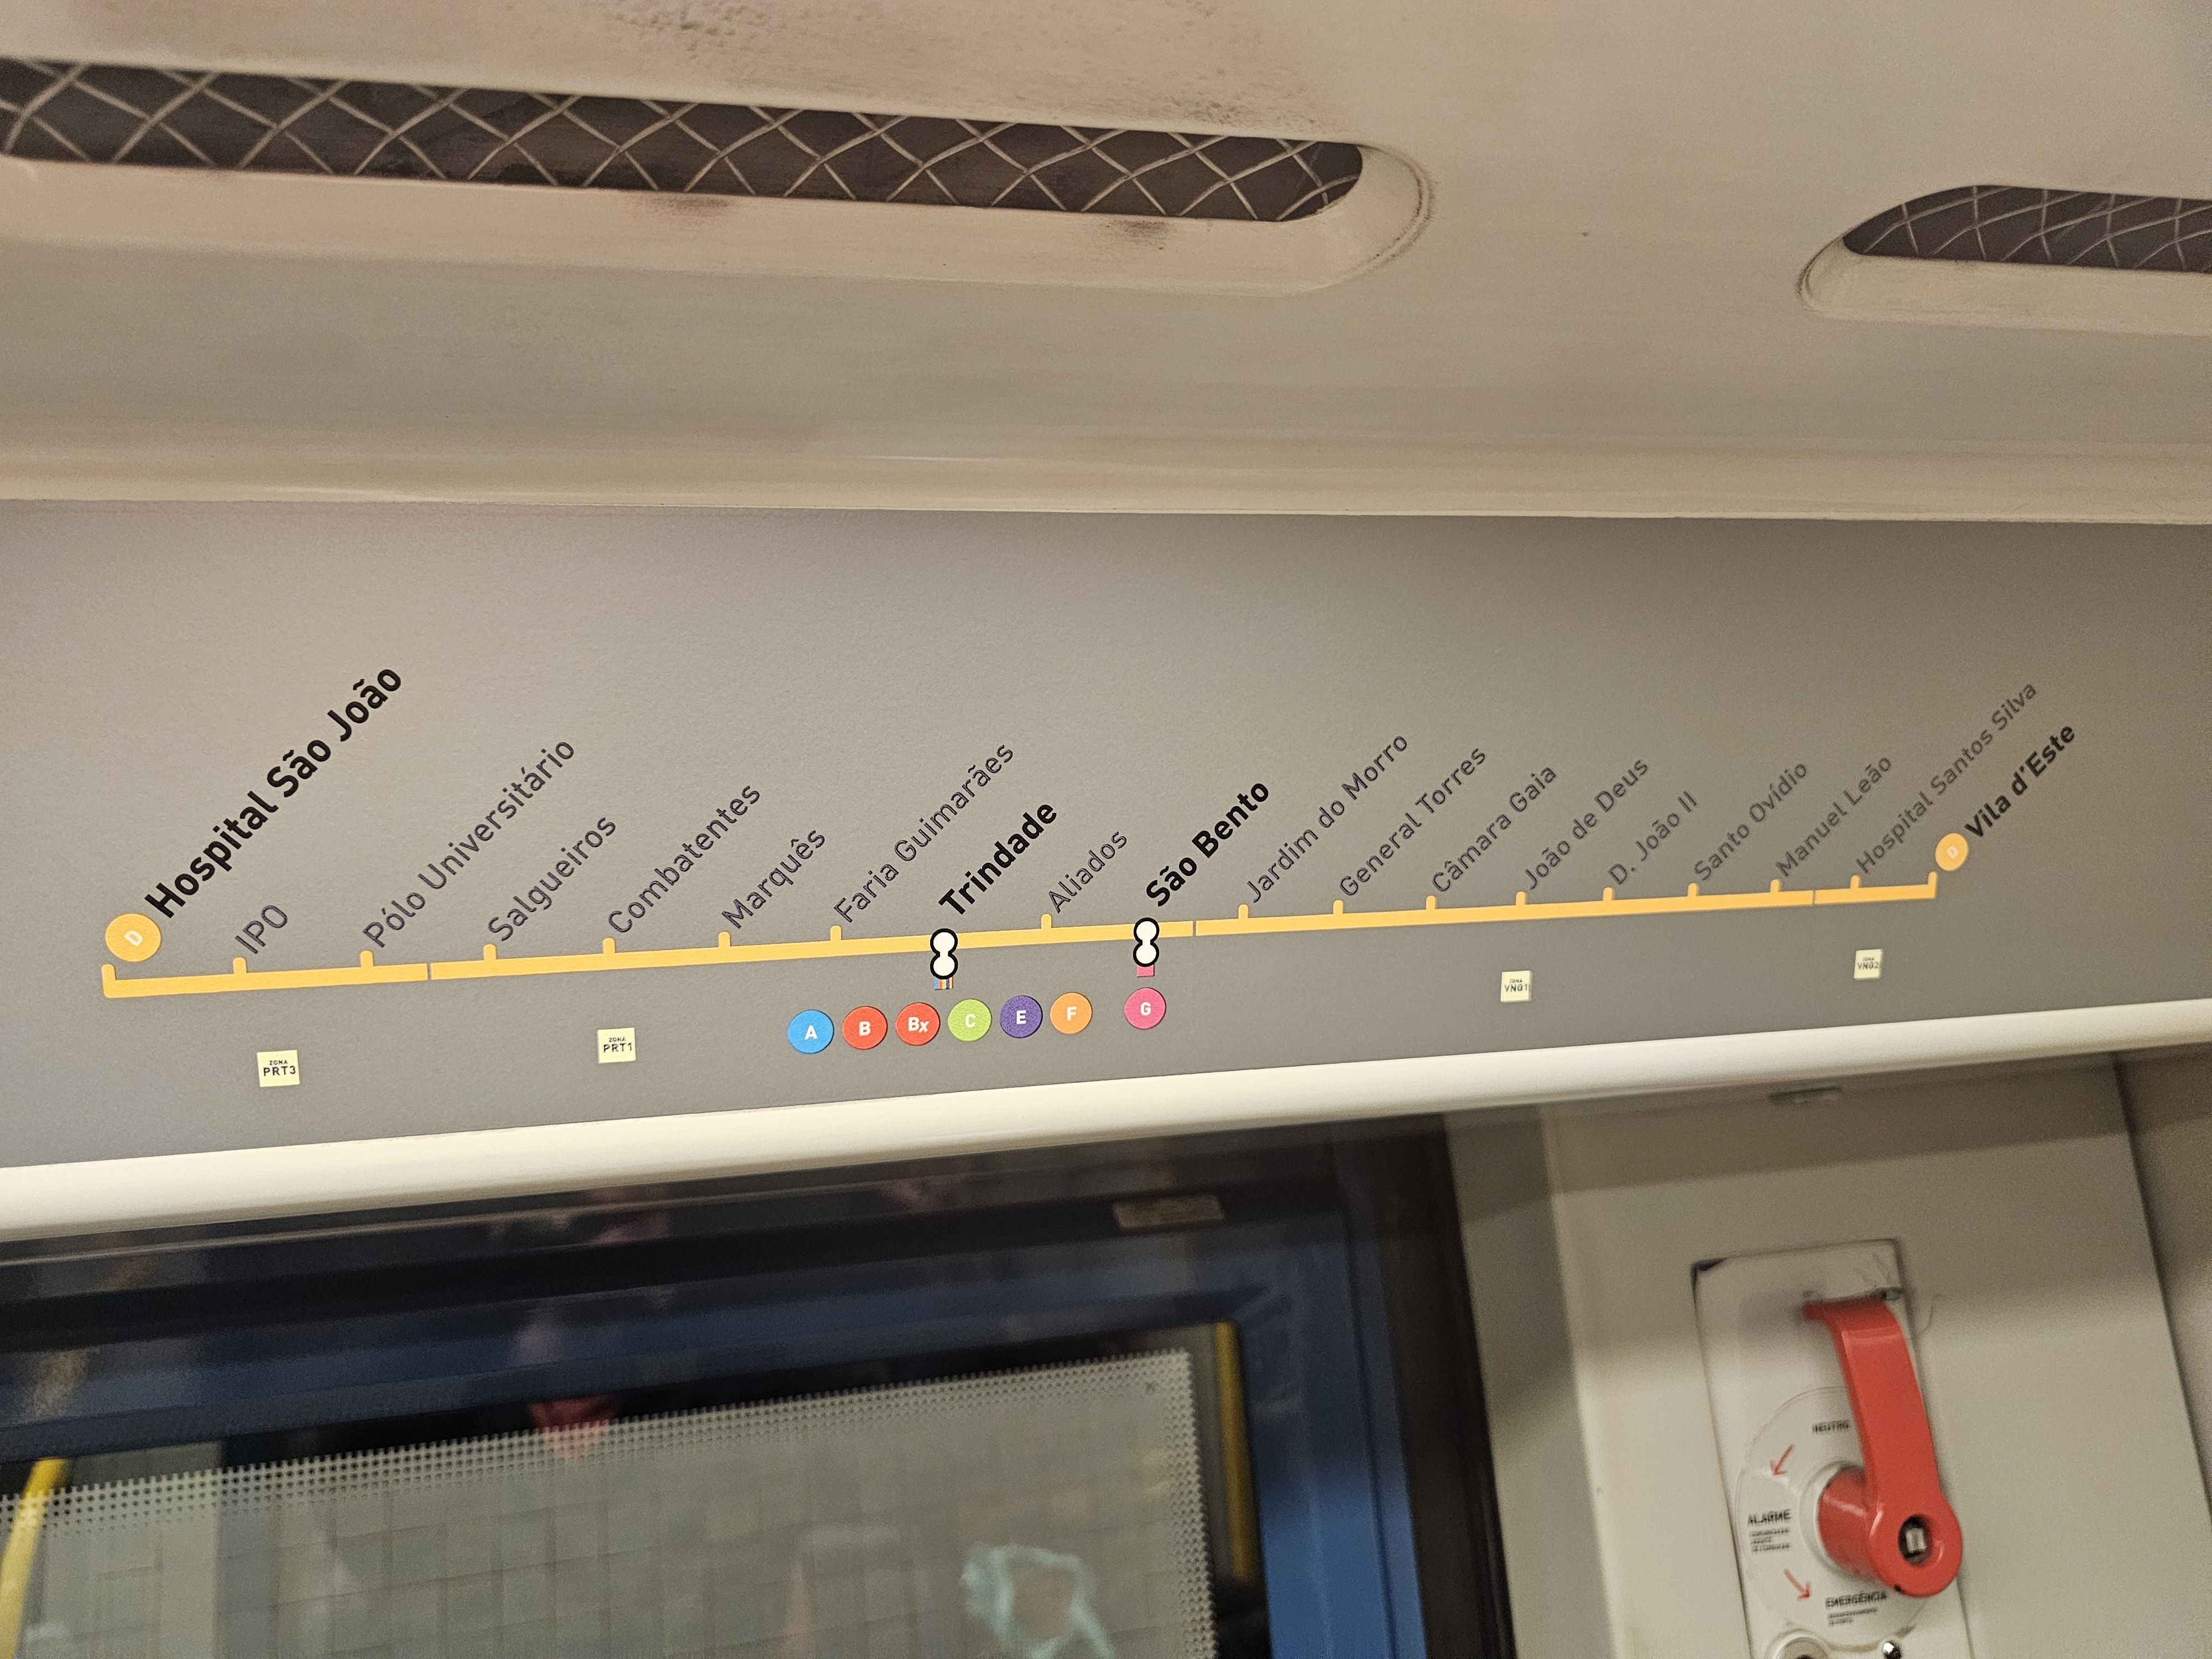 D
Hospital São João
IPO
Pólo Universitário
Salgueiros
Combatentes
Marquês
Faria Guimarães
Trindade
Aliados
São Bento
Jardim do Morro
General Torres
Câmara Gaia
João de Deus
D. João II
Santo Ovídio
Manuel Leão
Hospital Santos Silva
D
Vila d'Este
A B Bx C E F
G
ZONA
PRT3
ZONA
PRT1
ZONA
VNG1
ZONA
VNG2
NEUTRO
ALARME
EMERGÊNCIA